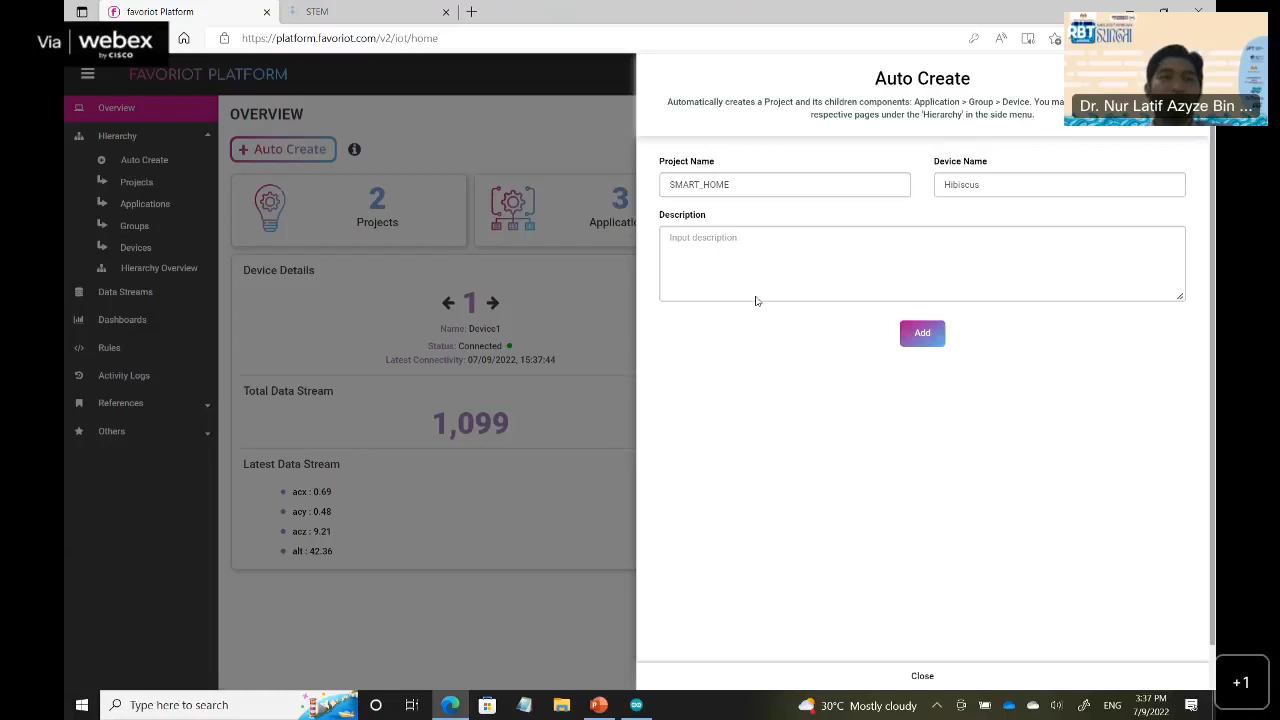 Favoriot Platform
STEM
Via webex
by CISCO
https://platform.favoriot.co
FAVORIOT PLATFORM
Overview
Hierarchy
Auto Create
Projects
Applications
Groups
Devices
Hierarchy Overview
Data Streams
Dashboards
Rules
Activity Logs
References
Others
OVERVIEW
+ Auto Create
2
Projects
3
Applicatio
Device Details
1
Name: Device1
Status: Connected
Latest Connectivity: 07/09/2022, 15:37:44
Total Data Stream
1,099
Latest Data Stream
acx : 0.69
acy : 0.48
acz : 9.21
alt : 42.36
Auto Create
Automatically creates a Project and its children components: Application > Group > Device. You ma
respective pages under the 'Hierarchy' in the side menu.
Project Name
Device Name
SMART_HOME
Hibiscus
Description
Input description
Add
Close
RBT
Dr. Nur Latif Azyze Bin ...
+1
Type here to search
30°C Mostly cloudy
ENG
3:37 PM
7/9/2022